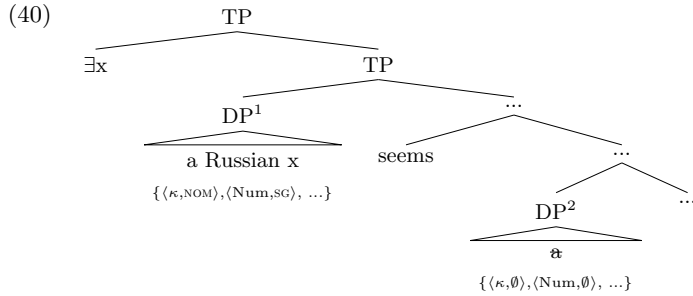 (40) TP
∃x TP
DP¹ ...
a Russian x seems ...
{⟨κ,NOM⟩,⟨Num,SG⟩, ...}
DP² ...
a
{⟨κ,∅⟩,⟨Num,∅⟩, ...}